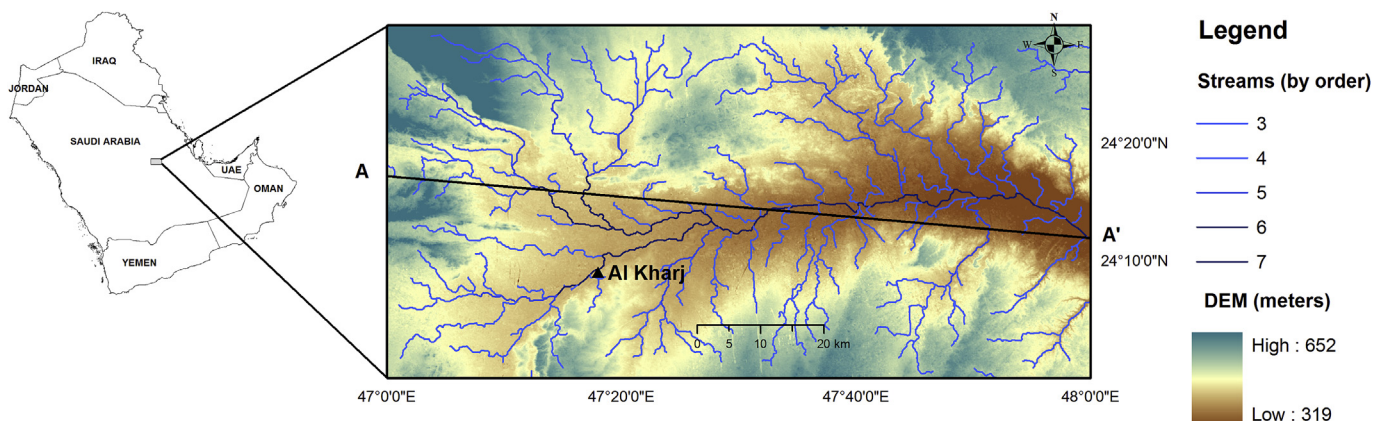 IRAQ
JORDAN
SAUDI ARABIA
UAE
OMAN
YEMEN
A
A'
Al Kharj
N
W E
S
0 5 10 20 km
47°0'0"E 47°20'0"E 47°40'0"E 48°0'0"E
24°20'0"N
24°10'0"N
Legend
Streams (by order)
3
4
5
6
7
DEM (meters)
High : 652
Low : 319